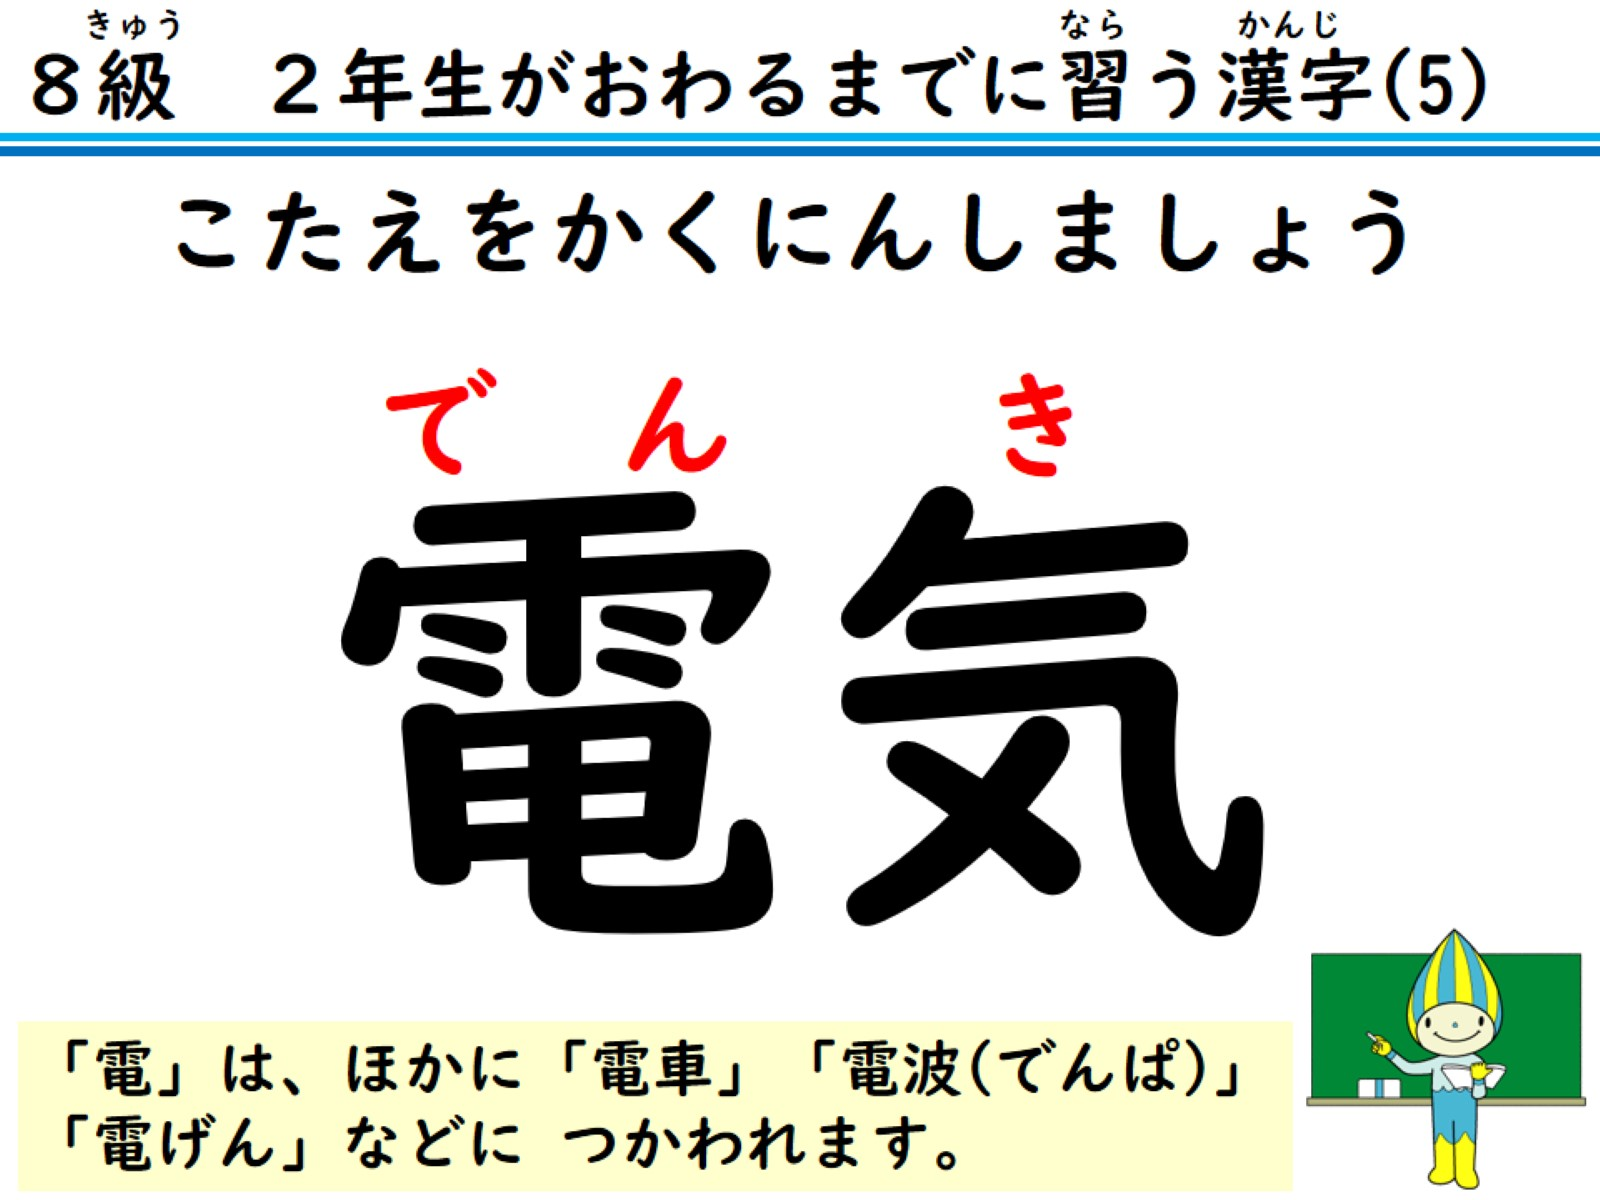 きゅう なら かんじ
8級　2年生がおわるまでに習う漢字(5)
こたえをかくにんしましょう
でんき
電気
「電」は、ほかに「電車」「電波(でんぱ)」
「電げん」などに つかわれます。